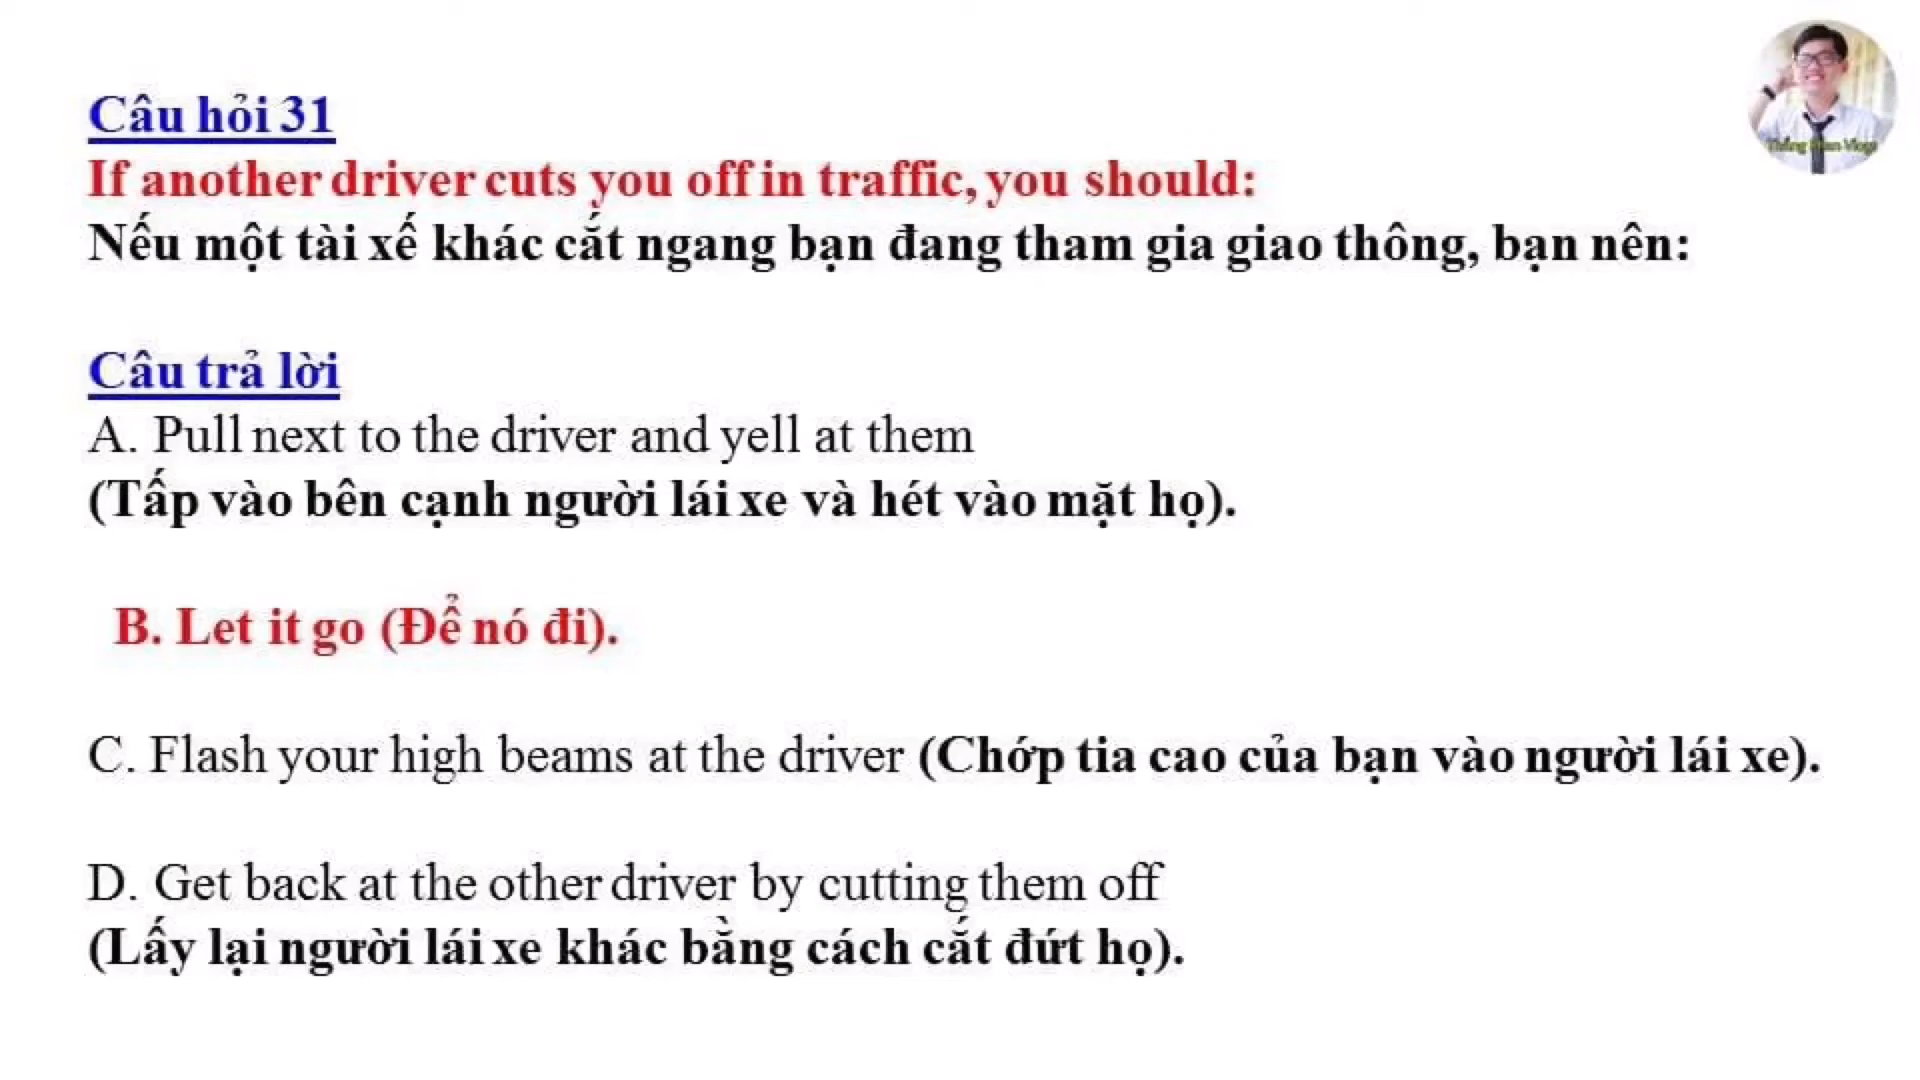 Câu hỏi 31
If another driver cuts you off in traffic, you should:
Nếu một tài xế khác cắt ngang bạn đang tham gia giao thông, bạn nên:
Câu trả lời
A. Pull next to the driver and yell at them
(Tấp vào bên cạnh người lái xe và hét vào mặt họ).
B. Let it go (Để nó đi).
C. Flash your high beams at the driver (Chớp tia cao của bạn vào người lái xe).
D. Get back at the other driver by cutting them off
(Lấy lại người lái xe khác bằng cách cắt đứt họ).